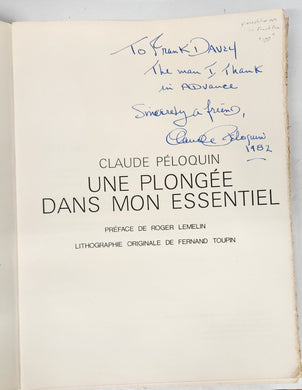 To Frank Davey
The man I Thank
in Advance
Sincerely a friend,
Claude Péloquin
1982
CLAUDE PÉLOQUIN
UNE PLONGÉE
DANS MON ESSENTIEL
PRÉFACE DE ROGER LEMELIN
LITHOGRAPHIE ORIGINALE DE FERNAND TOUPIN